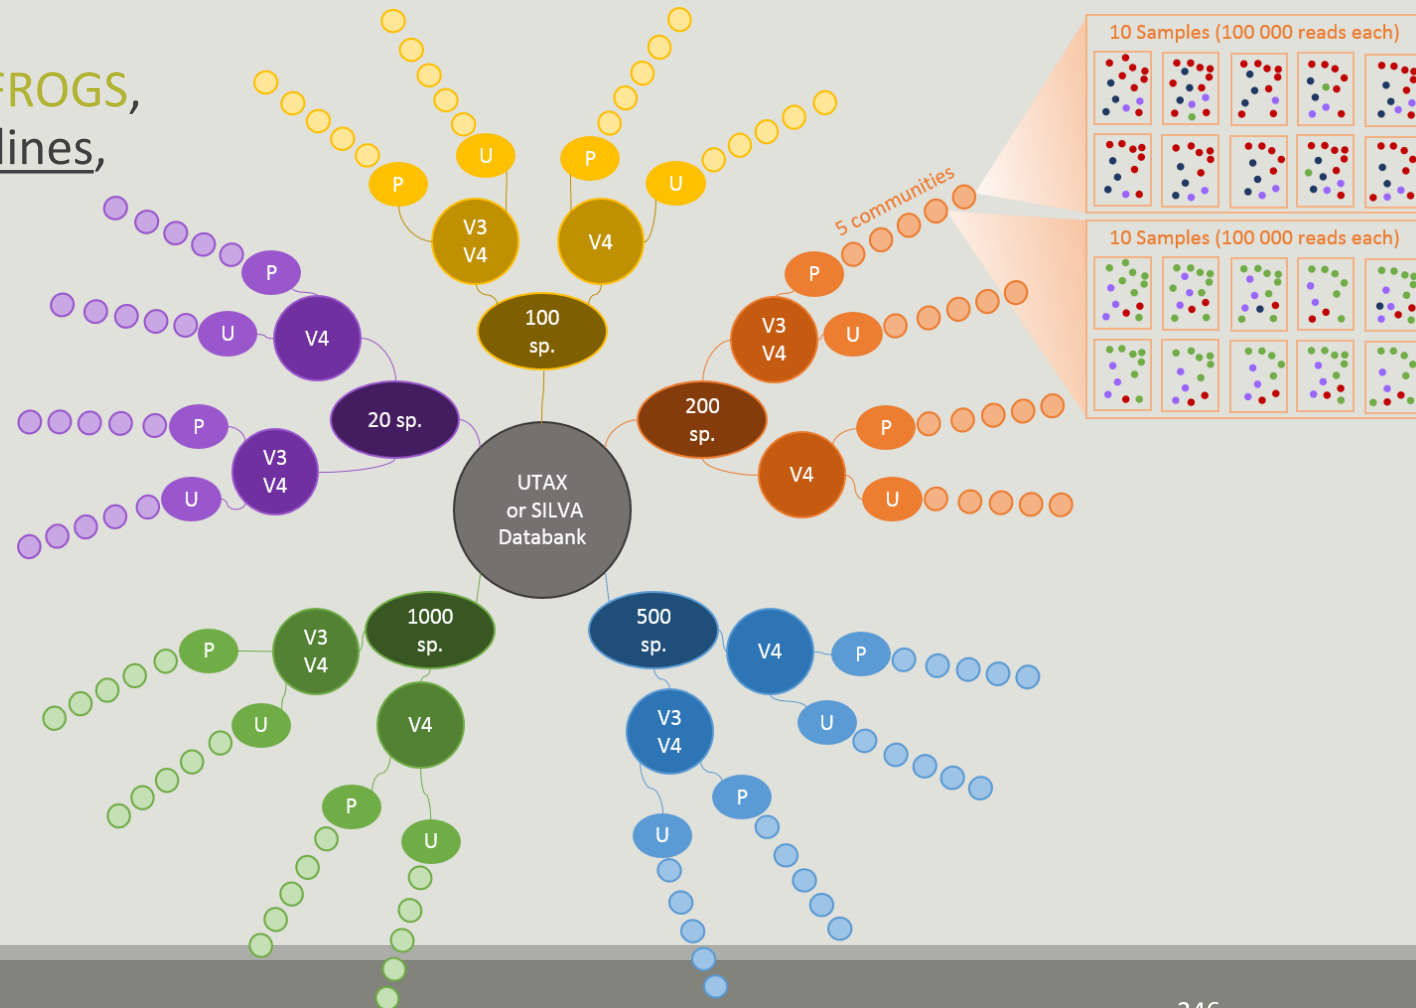 FROGS,
lines,
10 Samples (100 000 reads each)
10 Samples (100 000 reads each)
5 communities
UTAX
or SILVA
Databank
100
sp.
V3
V4
P
U
V4
P
U
200
sp.
V3
V4
P
U
V4
P
U
500
sp.
V4
P
U
V3
V4
P
U
1000
sp.
V4
U
P
V3
V4
U
P
20 sp.
V3
V4
U
P
V4
U
P